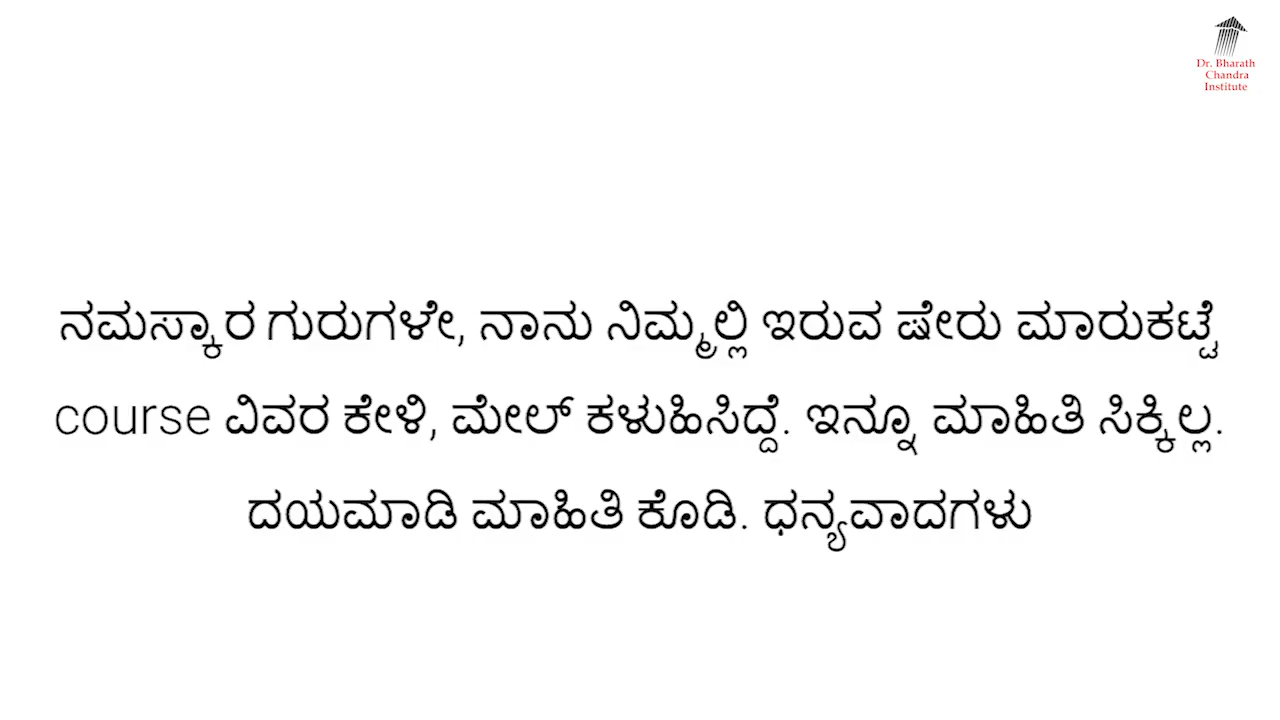 Dr. Bharath
Chandra
Institute
ನಮಸ್ಕಾರ ಗುರುಗಳೇ, ನಾನು ನಿಮ್ಮಲ್ರ್ಲಿ ಇರುವ ಷೇರು ಮಾರುಕಟ್ಟೆ
course ವಿವರ ಕೇಳಿ, ಮೇಲ್ ಕಳುಹಿಸಿದ್ದೆ. ಇನ್ನೂ ಮಾಹಿತಿ ಸಿಕ್ಕಿಲ್ಲ.
ದಯಮಾಡಿ ಮಾಹಿತಿ ಕೊಡಿ. ಧನ್ಯವಾದಗಳು